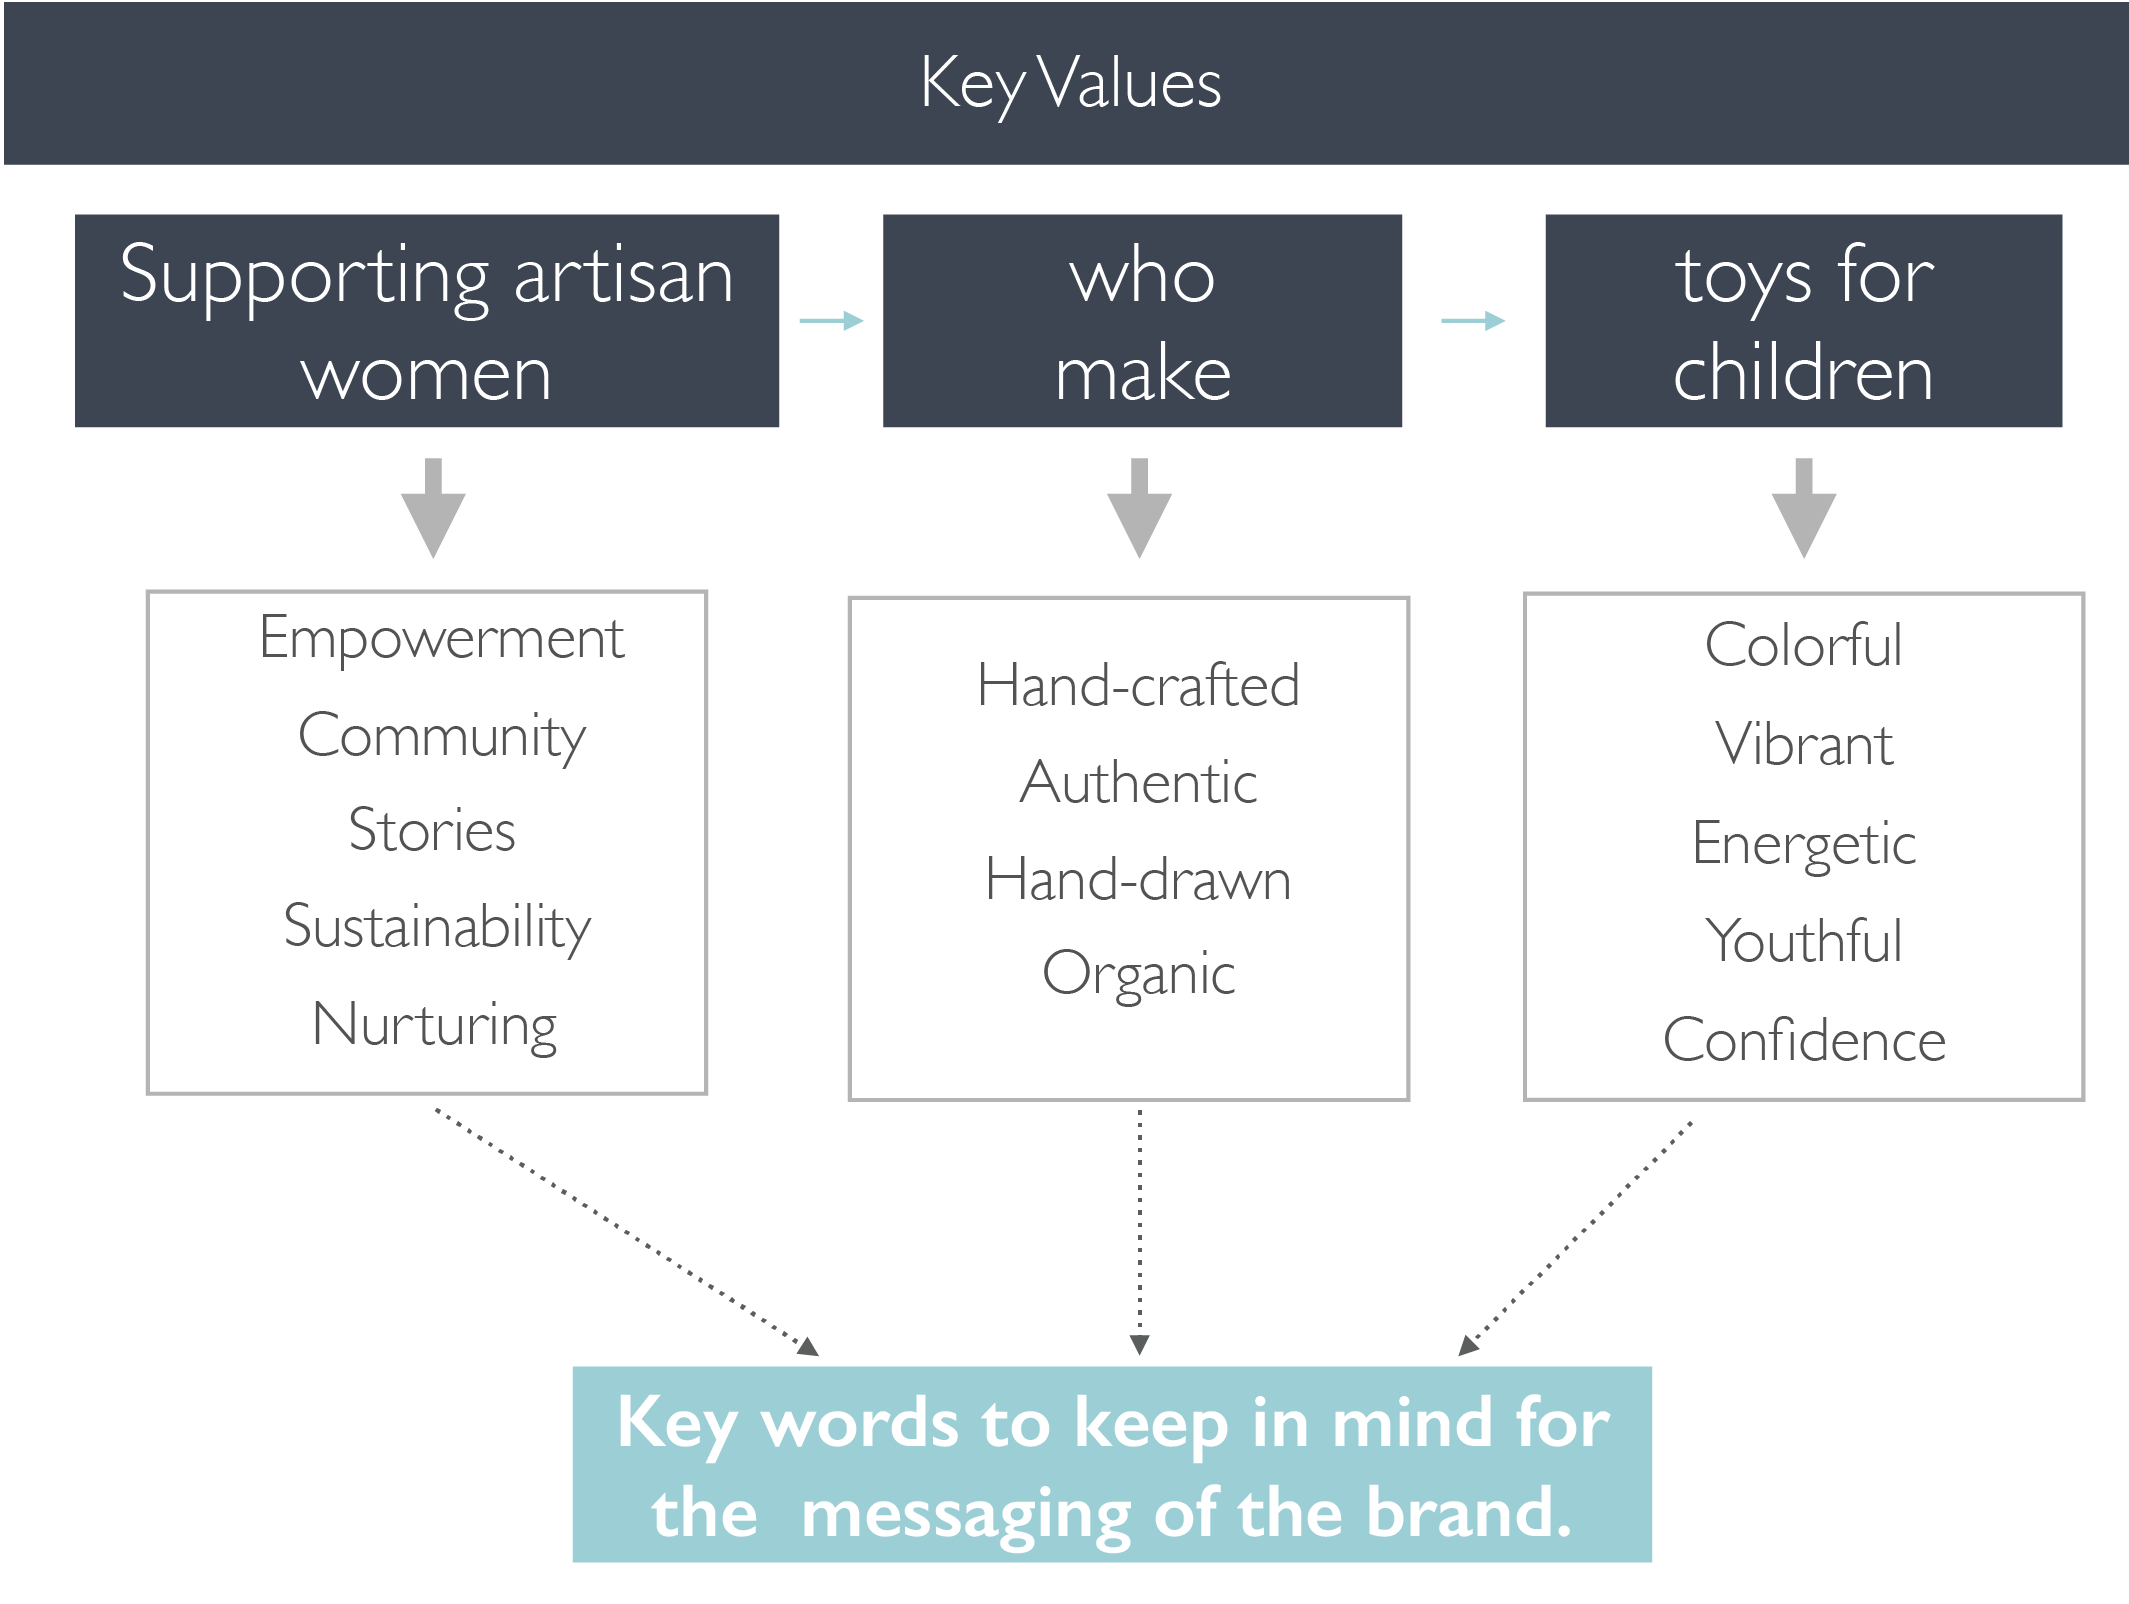 Key Values
Supporting artisan
women
who
make
toys for
children
Empowerment
Community
Stories
Sustainability
Nurturing
Hand-crafted
Authentic
Hand-drawn
Organic
Colorful
Vibrant
Energetic
Youthful
Confidence
Key words to keep in mind for
the messaging of the brand.